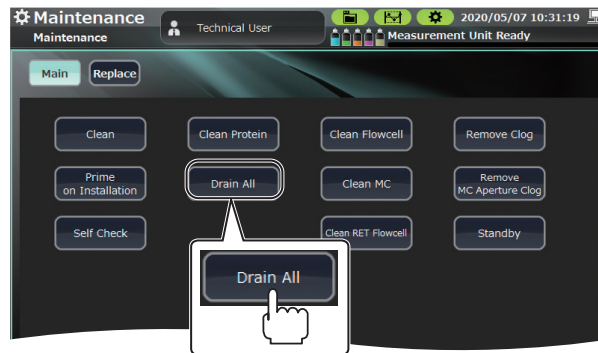 Maintenance
Maintenance
Technical User
2020/05/07 10:31:19
Measurement Unit Ready
Main
Replace
Clean
Clean Protein
Clean Flowcell
Remove Clog
Prime
on Installation
Drain All
Clean MC
Remove
MC Aperture Clog
Self Check
Clean RET Flowcell
Standby
Drain All